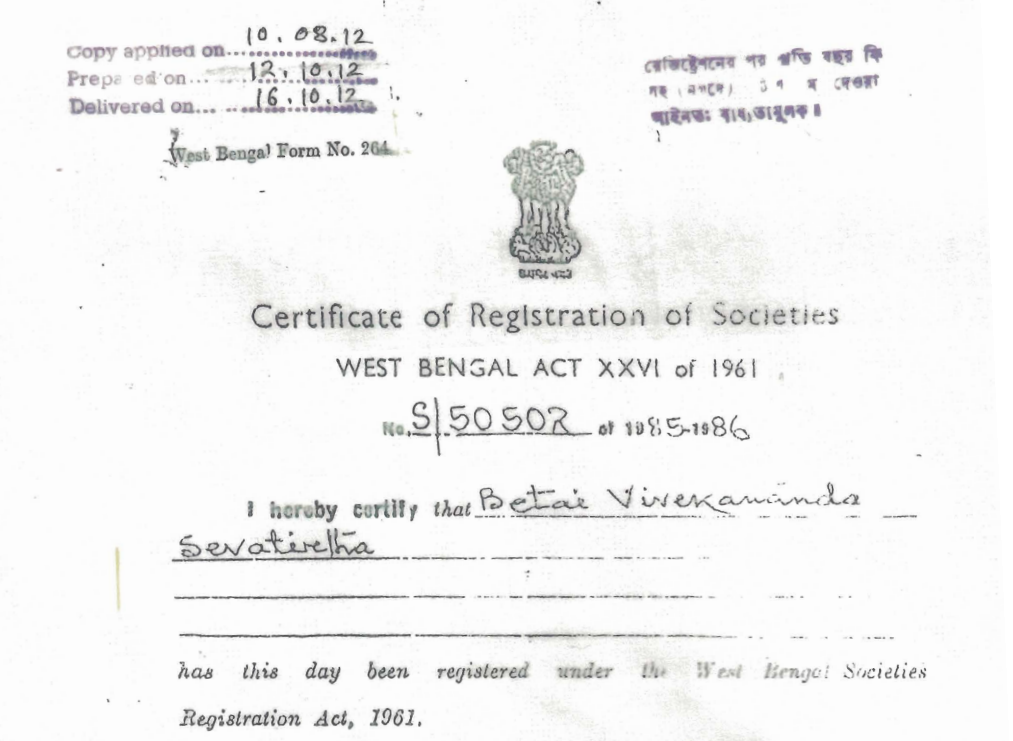 Copy applied on 10.08.12
Prepared on 12.10.12
Delivered on 16.10.12
রেজিষ্ট্রেশনের পর প্রতি বছর ফি
দেওয়া
আইনতঃ বাধ্যতামূলক।
West Bengal Form No. 264
Certificate of Registration of Societies
WEST BENGAL ACT XXVI of 1961
No. S/50502 of 1985-1986
I hereby certify that Betai Vivekananda
Sevatirtha
has this day been registered under the West Bengal Societies
Registration Act, 1961.